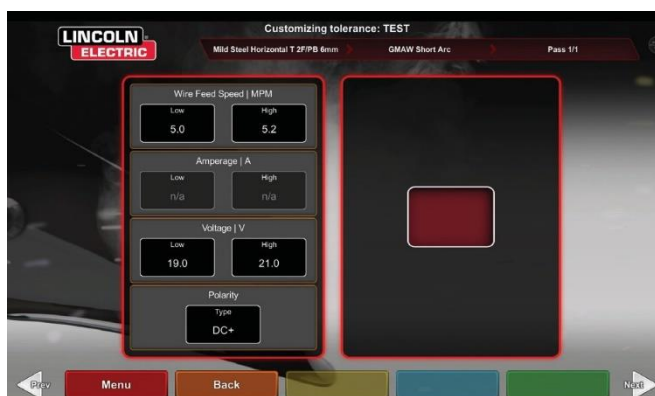 LINCOLN
ELECTRIC
Customizing tolerance: TEST
Mild Steel Horizontal T 2F/PB 6mm
GMAW Short Arc
Pass 1/1
Wire Feed Speed | MPM
Low
High
5.0
5.2
Amperage | A
Low
High
n/a
n/a
Voltage | V
Low
High
19.0
21.0
Polarity
Type
DC+
Prev
Menu
Back
Next